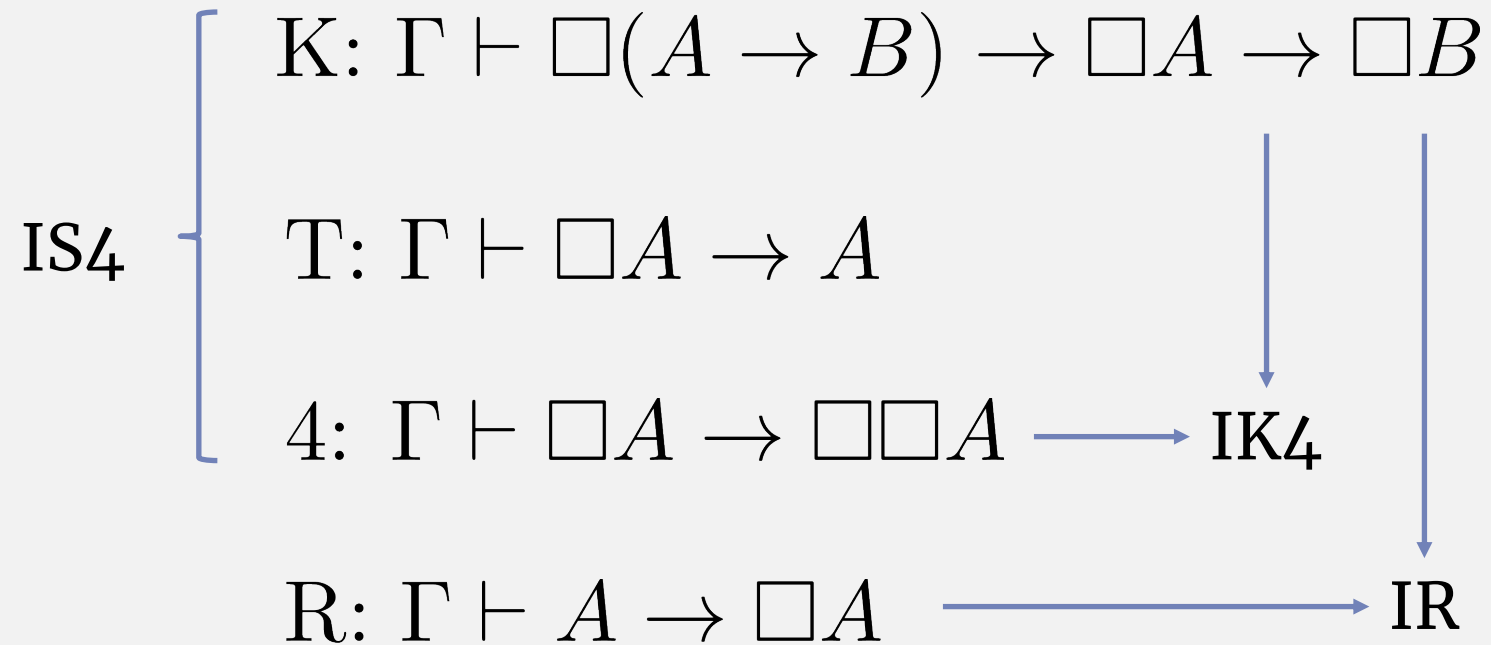 K: Γ ⊢ □(A → B) → □A → □B
T: Γ ⊢ □A → A
IS4
4: Γ ⊢ □A → □□A
IK4
R: Γ ⊢ A → □A
IR